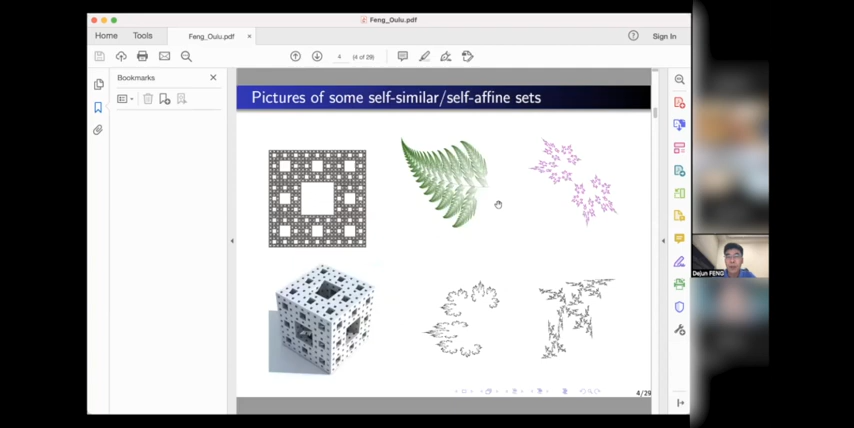 Feng_Oulu.pdf
Home Tools Feng_Oulu.pdf × Sign In
4 (4 of 29)
Bookmarks
Pictures of some self-similar/self-affine sets
Dejun FENG
4/29